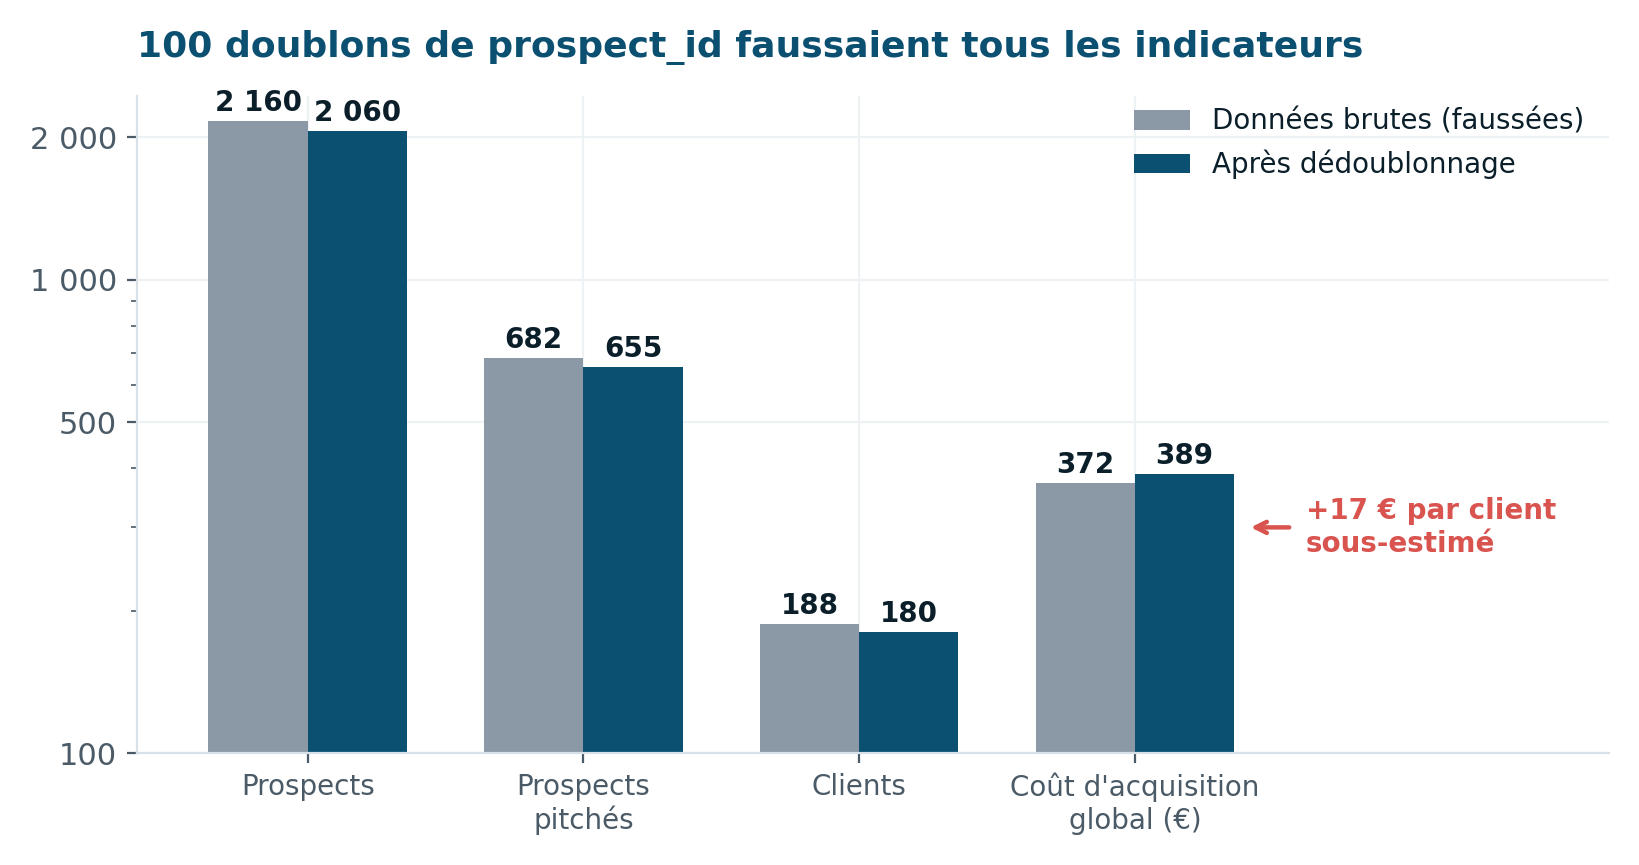 100 doublons de prospect_id faussaient tous les indicateurs
Données brutes (faussées)
Après dédoublonnage
2 160
2 060
682
655
188
180
372
389
+17 € par client
sous-estimé
2 000
1 000
500
100
Prospects
Prospects
pitchés
Clients
Coût d'acquisition
global (€)